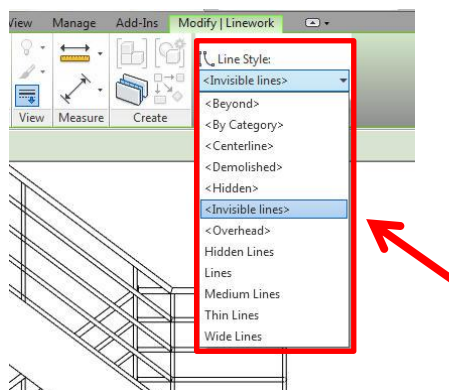 View Manage Add-Ins Modify | Linework
Line Style:
<Invisible lines>
View Measure Create
<Beyond>
<By Category>
<Centerline>
<Demolished>
<Hidden>
<Invisible lines>
<Overhead>
Hidden Lines
Lines
Medium Lines
Thin Lines
Wide Lines